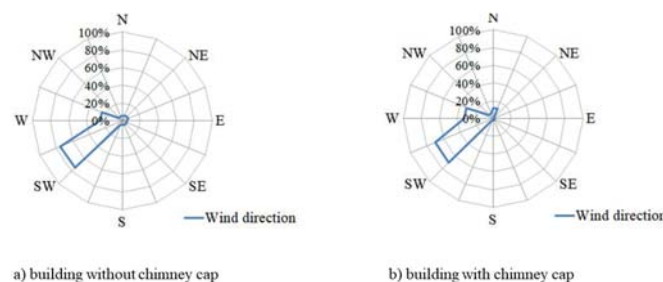 N
100%
NW
80%
NE
60%
40%
20%
W
0%
E
SW
SE
S
Wind direction
a) building without chimney cap
N
100%
NW
80%
NE
60%
40%
20%
W
0%
E
SW
SE
S
Wind direction
b) building with chimney cap